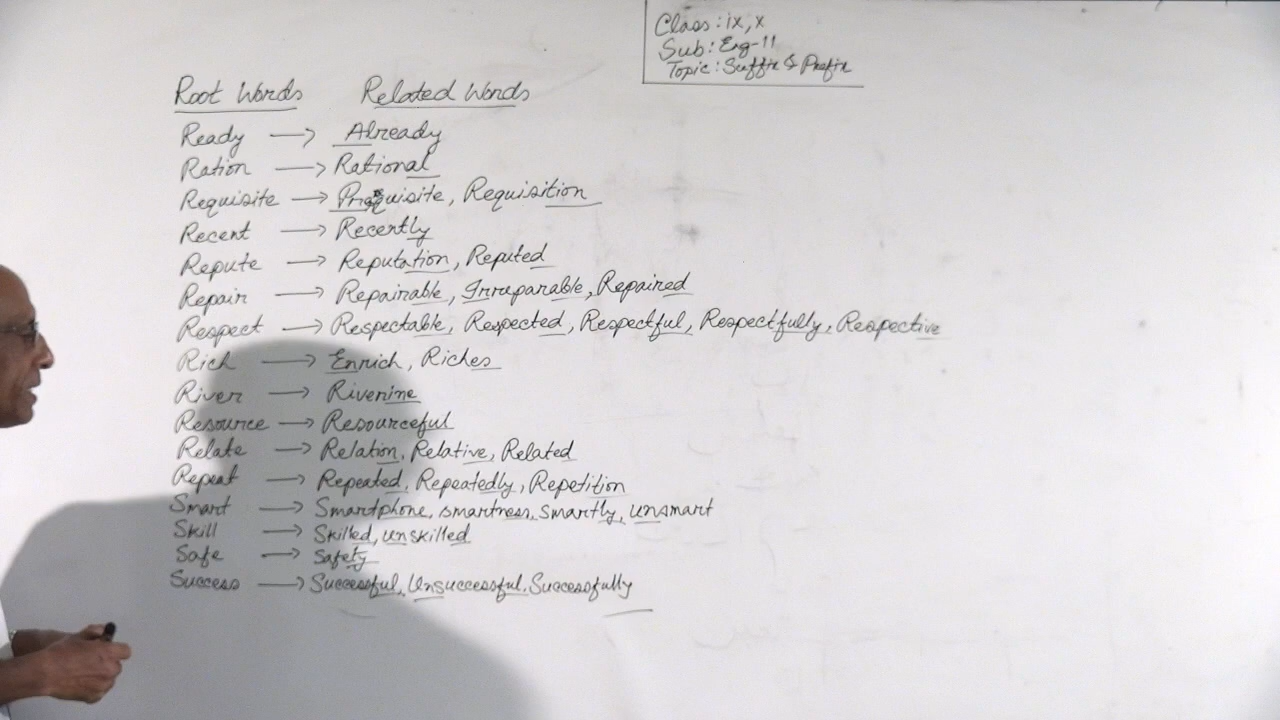 Class : ix, x
Sub : Eng-11
Topic : Suffix & Prefix
Root Words Related Words
Ready → Already
Ration → Rational
Requisite → Prequisite, Requisition
Recent → Recently
Repute → Reputation, Reputed
Repair → Repairable, Irreparable, Repaired
Respect → Respectable, Respected, Respectful, Respectfully, Respective
Rich → Enrich, Riches
River → Riverine
Resource → Resourceful
Relate → Relation, Relative, Related
Repeat → Repeated, Repeatedly, Repetition
Smart → Smartphone, smartness, smartly, unsmart
Skill → Skilled, unskilled
Safe → Safety
Success → Successful, Unsuccessful, Successfully